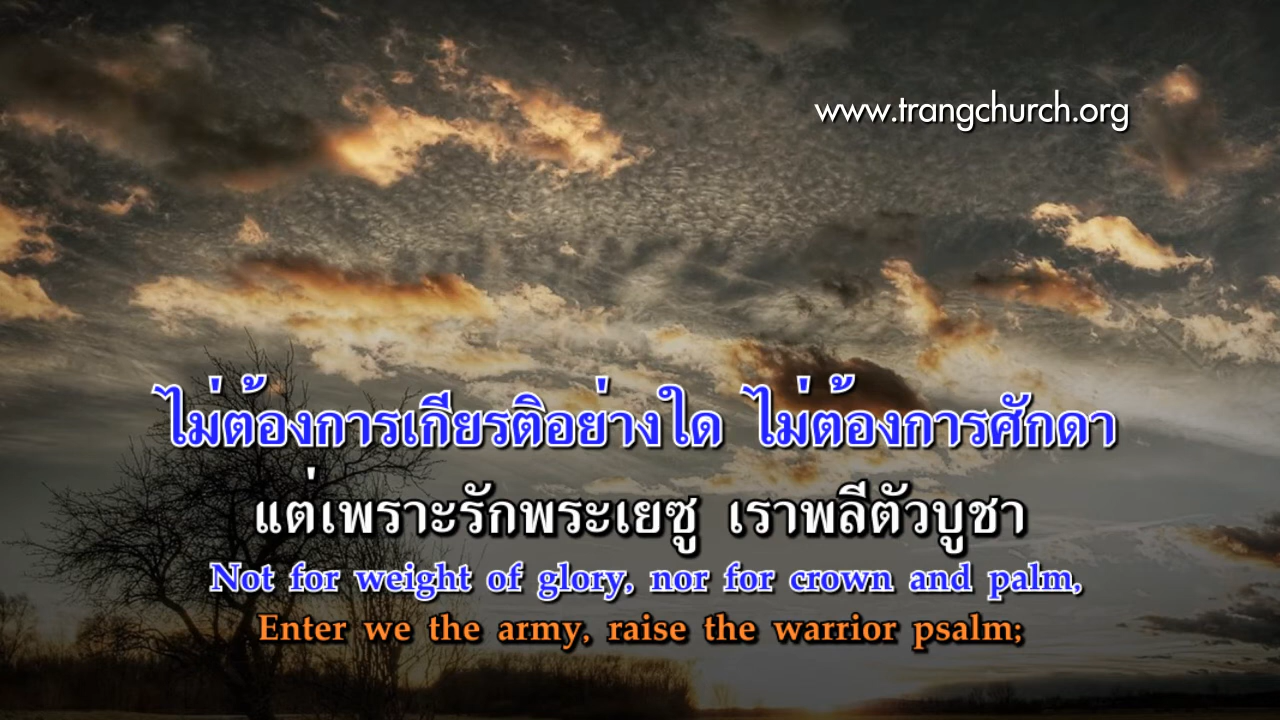 www.trangchurch.org
ไม่ต้องการเกียรติอย่างใด ไม่ต้องการศักดา
แต่เพราะรักพระเยซู เราพลีตัวบูชา
Not for weight of glory, nor for crown and palm,
Enter we the army, raise the warrior psalm;